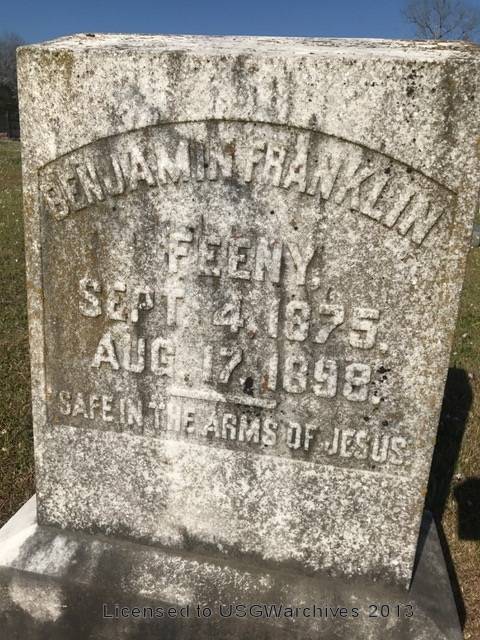 BENJAMIN FRANKLIN
FEENY,
SEPT. 4, 1875.
AUG. 17, 1898.
SAFE IN THE ARMS OF JESUS
Licensed to USGWarchives 2013